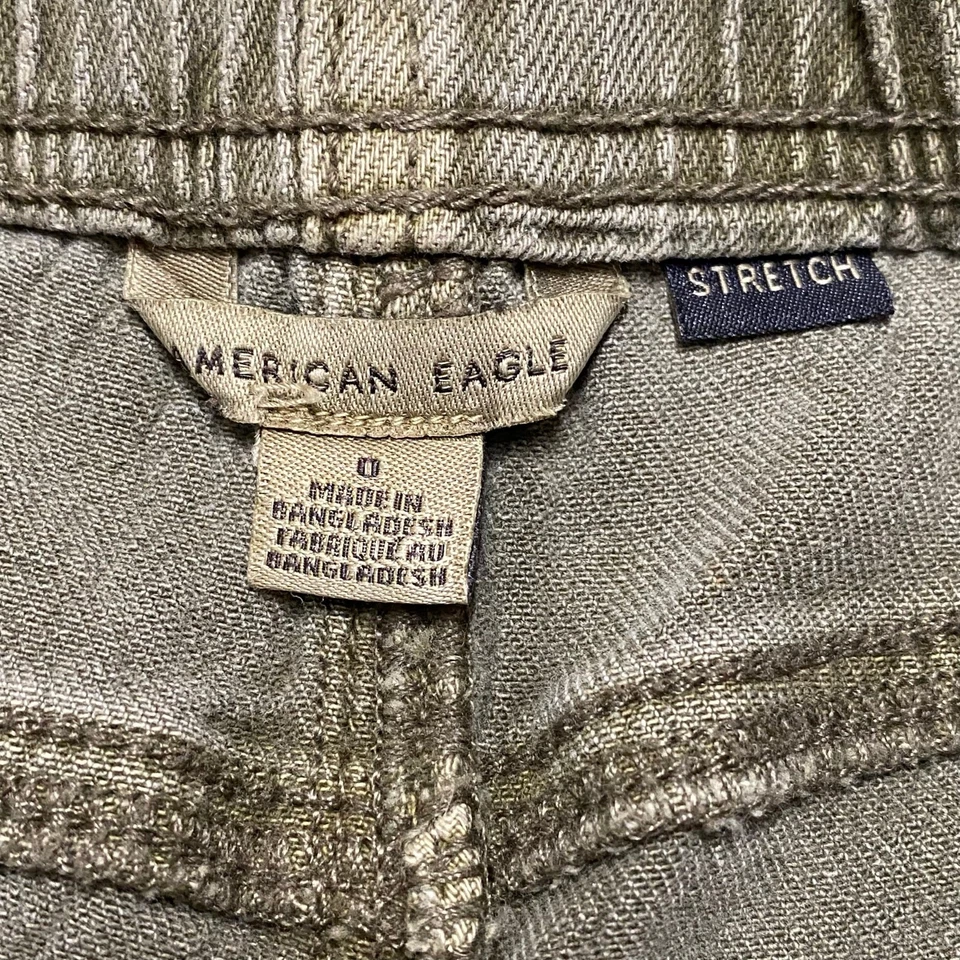 AMERICAN EAGLE
STRETCH
0
MADE IN
BANGLADESH
FABRIQUÉ AU
BANGLADESH